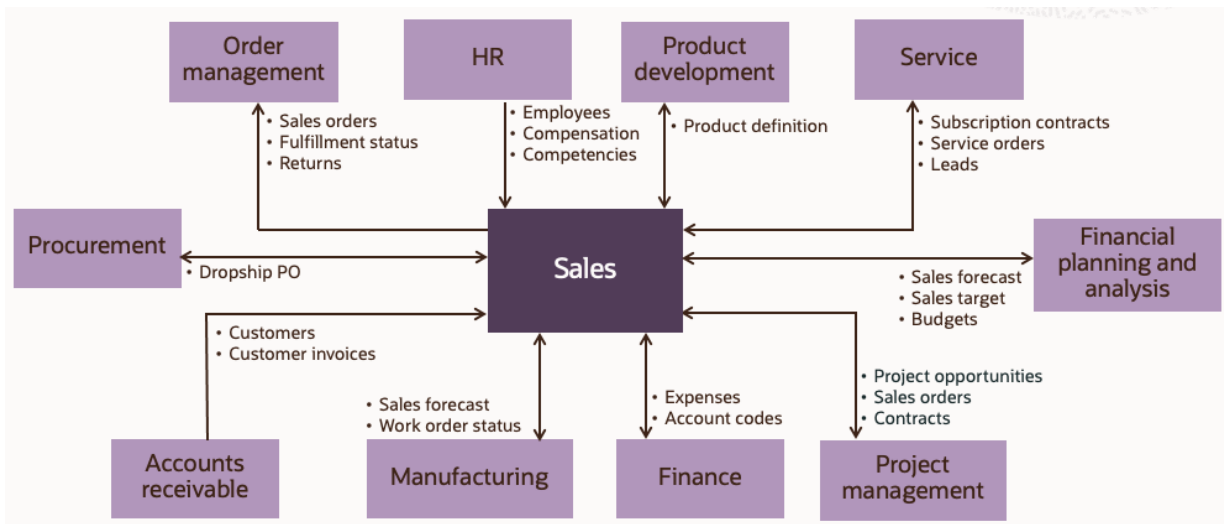 Order
management
HR
Product
development
Service
• Sales orders
• Fulfillment status
• Returns
• Employees
• Compensation
• Competencies
• Product definition
• Subscription contracts
• Service orders
• Leads
Procurement
• Dropship PO
Sales
Financial
planning and
analysis
• Sales forecast
• Sales target
• Budgets
• Customers
• Customer invoices
• Sales forecast
• Work order status
• Expenses
• Account codes
• Project opportunities
• Sales orders
• Contracts
Accounts
receivable
Manufacturing
Finance
Project
management